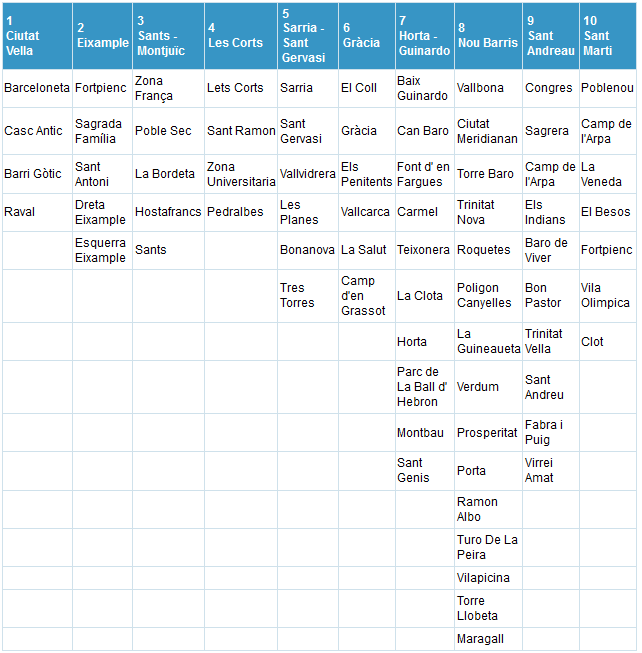 1
Ciutat
Vella
2
Eixample
3
Sants -
Montjuïc
4
Les Corts
5
Sarria -
Sant
Gervasi
6
Gràcia
7
Horta -
Guinardo
8
Nou Barris
9
Sant
Andreau
10
Sant
Marti
Barceloneta
Fortpienc
Zona
França
Lets Corts
Sarria
El Coll
Baix
Guinardo
Vallbona
Congres
Poblenou
Casc Antic
Sagrada
Família
Poble Sec
Sant Ramon
Sant
Gervasi
Gràcia
Can Baro
Ciutat
Meridianan
Sagrera
Camp de
l'Arpa
Barri Gòtic
Sant
Antoni
La Bordeta
Zona
Universitaria
Vallvidrera
Els
Penitents
Font d' en
Fargues
Torre Baro
Camp de
l'Arpa
La
Veneda
Raval
Dreta
Eixample
Hostafrancs
Pedralbes
Les
Planes
Vallcarca
Carmel
Trinitat
Nova
Els
Indians
El Besos
Esquerra
Eixample
Sants
Bonanova
La Salut
Teixonera
Roquetes
Baro de
Viver
Fortpienc
Tres
Torres
Camp
d'en
Grassot
La Clota
Poligon
Canyelles
Bon
Pastor
Vila
Olimpica
Horta
La
Guineaueta
Trinitat
Vella
Clot
Parc de
La Ball d'
Hebron
Verdum
Sant
Andreu
Montbau
Prosperitat
Fabra i
Puig
Sant
Genis
Porta
Virrei
Amat
Ramon
Albo
Turo De La
Peira
Vilapicina
Torre
Llobeta
Maragall